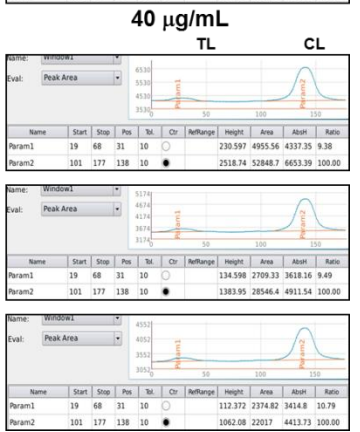 40 µg/mL
TL CL
Name: Window1
Eval: Peak Area
6530
5530
4530
3530
0 50 100 150
Param1 Param2
Name Start Stop Pos Tol. Ctr RefRange Height Area AbsH Ratio
Param1 19 68 31 10 230.597 4955.56 4337.35 9.38
Param2 101 177 138 10 2518.74 52848.7 6653.39 100.00
Name: Window1
Eval: Peak Area
5174
4674
4174
3674
3174
0 50 100 150
Param1 Param2
Name Start Stop Pos Tol. Ctr RefRange Height Area AbsH Ratio
Param1 19 68 31 10 134.598 2709.33 3618.16 9.49
Param2 101 177 138 10 1383.95 28546.4 4911.54 100.00
Name: Window1
Eval: Peak Area
4552
4052
3552
3052
0 50 100 150
Param1 Param2
Name Start Stop Pos Tol. Ctr RefRange Height Area AbsH Ratio
Param1 19 68 31 10 112.372 2374.82 3414.8 10.79
Param2 101 177 138 10 1062.08 22017 4413.73 100.00